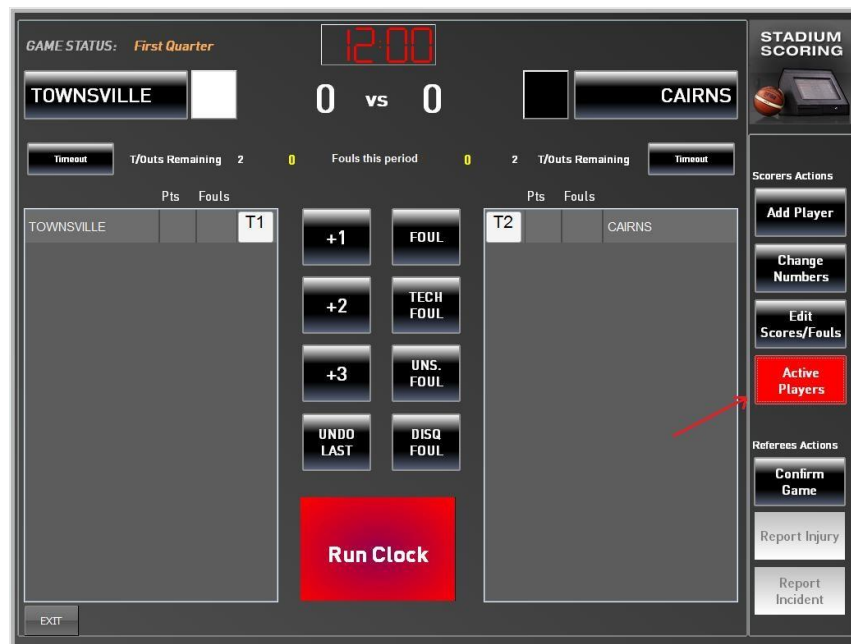 GAME STATUS: First Quarter
12:00
STADIUM
SCORING
TOWNSVILLE
0 vs 0
CAIRNS
Timeout
T/Outs Remaining 2
0 Fouls this period 0
2 T/Outs Remaining
Timeout
Pts Fouls
Pts Fouls
TOWNSVILLE
T1
T2
CAIRNS
+1
FOUL
+2
TECH
FOUL
+3
UNS.
FOUL
UNDO
LAST
DISQ
FOUL
Run Clock
EXIT
Scorers Actions
Add Player
Change
Numbers
Edit
Scores/Fouls
Active
Players
Referees Actions
Confirm
Game
Report Injury
Report
Incident